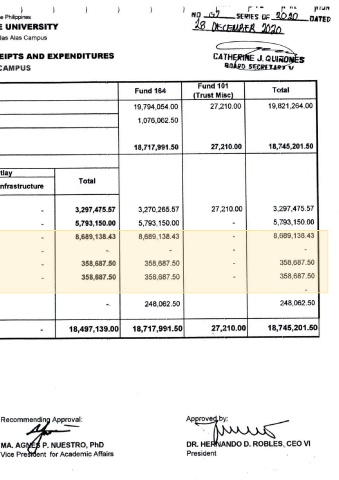 NO SERIES OF 2020 DATED
28 DECEMBER 2020
CATHERINE J. QUIRONES
BOARD SECRETARY V
e Philippines
E UNIVERSITY
las Alas Campus
EIPTS AND EXPENDITURES
CAMPUS
Fund 164 Fund 101 (Trust Misc) Total
19,794,054.00 27,210.00 19,821,264.00
1,076,062.50
18,717,991.50 27,210.00 18,745,201.50
tlay
nfrastructure Total
- 3,297,475.57 3,270,265.57 27,210.00 3,297,475.57
- 5,793,150.00 5,793,150.00 - 5,793,150.00
- 8,689,138.43 8,689,138.43 - 8,689,138.43
- - - -
- 358,687.50 358,687.50 - 358,687.50
- 358,687.50 358,687.50 - 358,687.50
-
- - 248,062.50 248,062.50
- 18,497,139.00 18,717,991.50 27,210.00 18,745,201.50
Recommending Approval: Approved by:
MA. AGNES P. NUESTRO, PhD DR. HERNANDO D. ROBLES, CEO VI
Vice President for Academic Affairs President